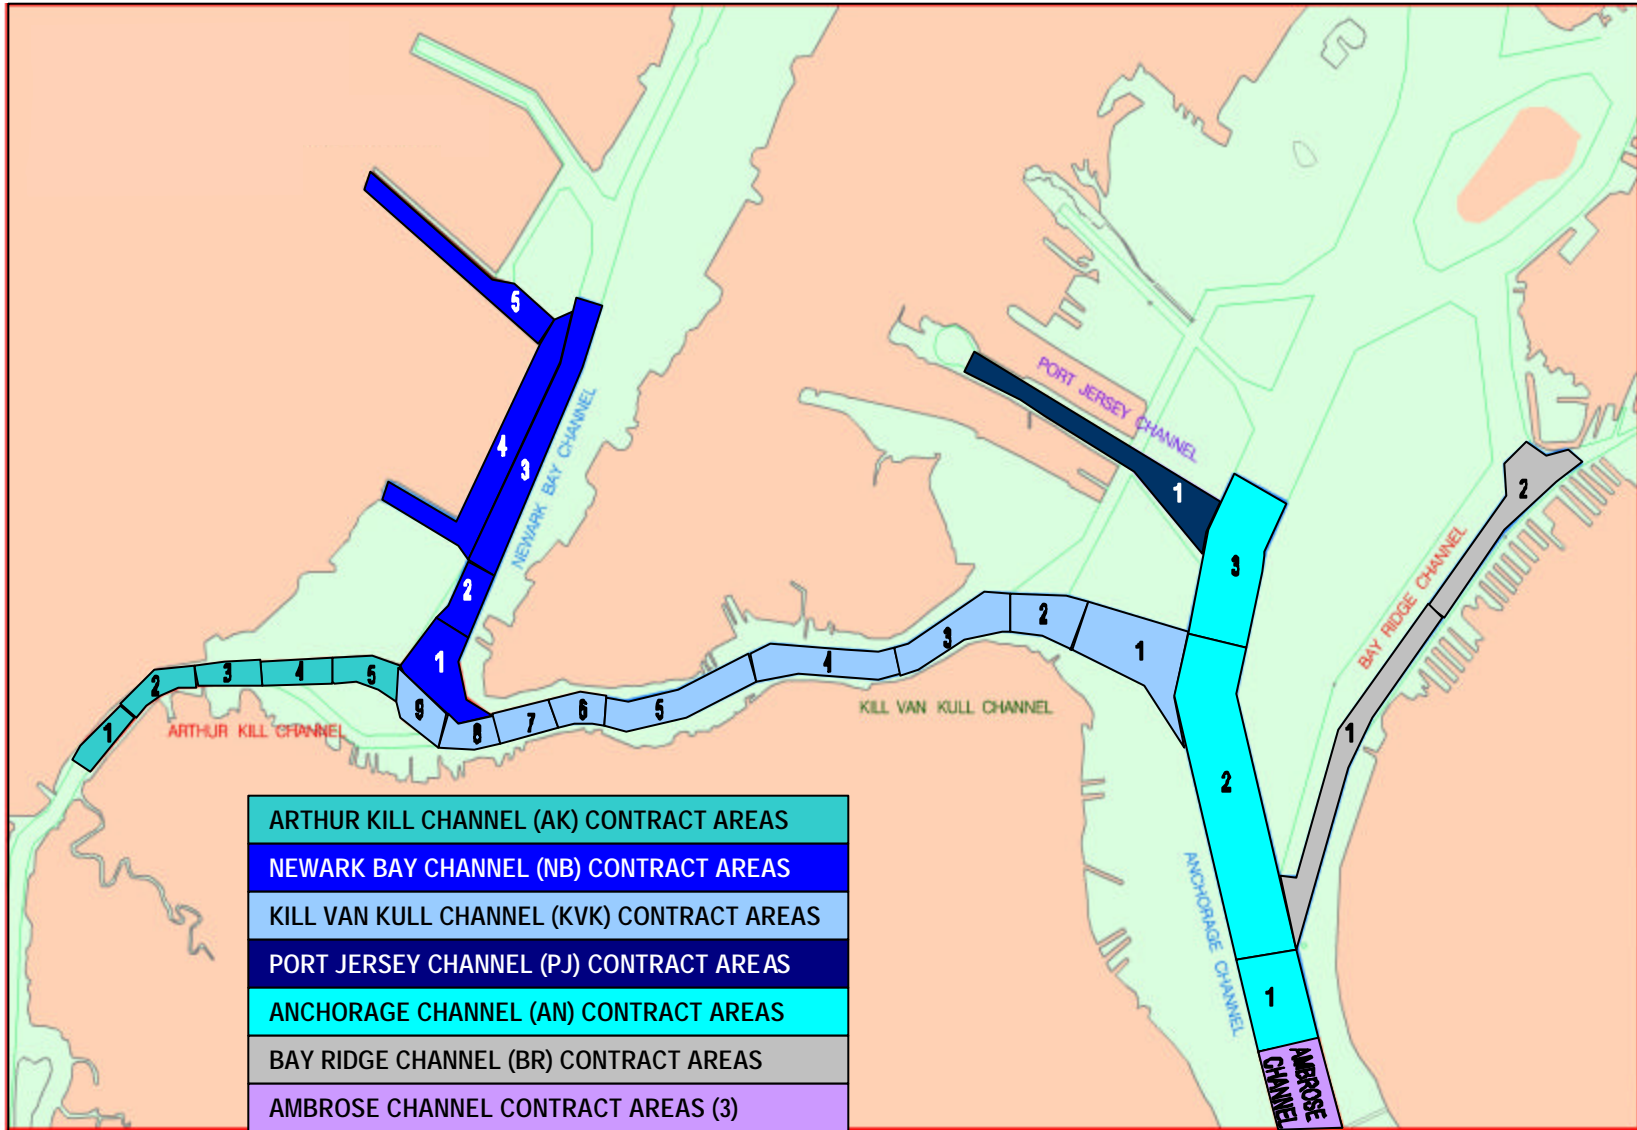 5
4
3
2
1
NEWARK BAY CHANNEL
1
2
3
4
5
ARTHUR KILL CHANNEL
9
8
7
6
5
4
3
2
1
KILL VAN KULL CHANNEL
PORT JERSEY CHANNEL
1
3
2
1
ANCHORAGE CHANNEL
2
1
BAY RIDGE CHANNEL
AMBROSE
CHANNEL
ARTHUR KILL CHANNEL (AK) CONTRACT AREAS
NEWARK BAY CHANNEL (NB) CONTRACT AREAS
KILL VAN KULL CHANNEL (KVK) CONTRACT AREAS
PORT JERSEY CHANNEL (PJ) CONTRACT AREAS
ANCHORAGE CHANNEL (AN) CONTRACT AREAS
BAY RIDGE CHANNEL (BR) CONTRACT AREAS
AMBROSE CHANNEL CONTRACT AREAS (3)